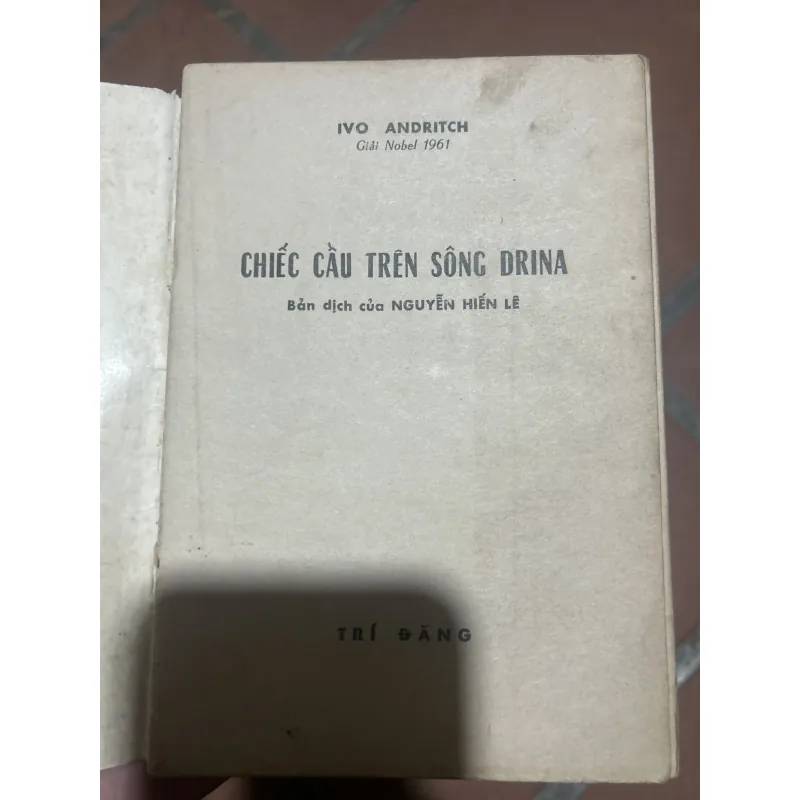 IVO ANDRITCH
Giải Nobel 1961
CHIẾC CẦU TRÊN SÔNG DRINA
Bản dịch của NGUYỄN HIẾN LÊ
TRÍ ĐĂNG